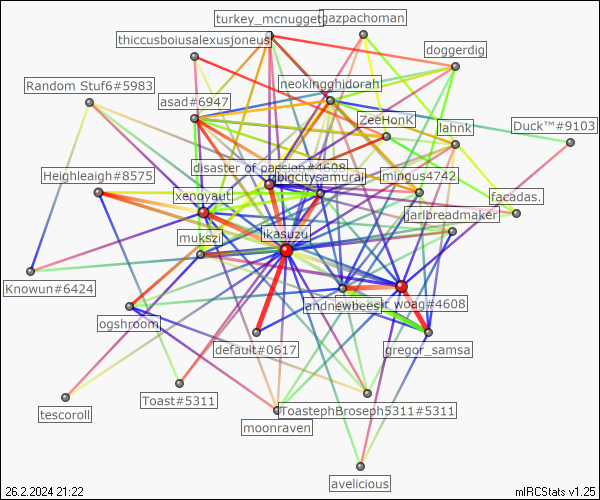 turkey_mcnugget
gazpachoman
thiccusboiusalexusjoneus
doggerdig
Random Stuf6#5983
neokingghidorah
asad#6947
ZeeHonK
lahnk
Duck™#9103
disaster of passion#4608
Heighleaigh#8575
bigcitysamurai
mingus4742
xenoyaut
facadas.
jarlbreadmaker
mukszi
ikasuzu
Knowun#6424
andnewbeesir
woag#4608
ogshroom
default#0617
gregor_samsa
Toast#5311
tescoroll
ToastephBroseph5311#5311
moonraven
avelicious
26.2.2024 21:22
mIRCStats v1.25